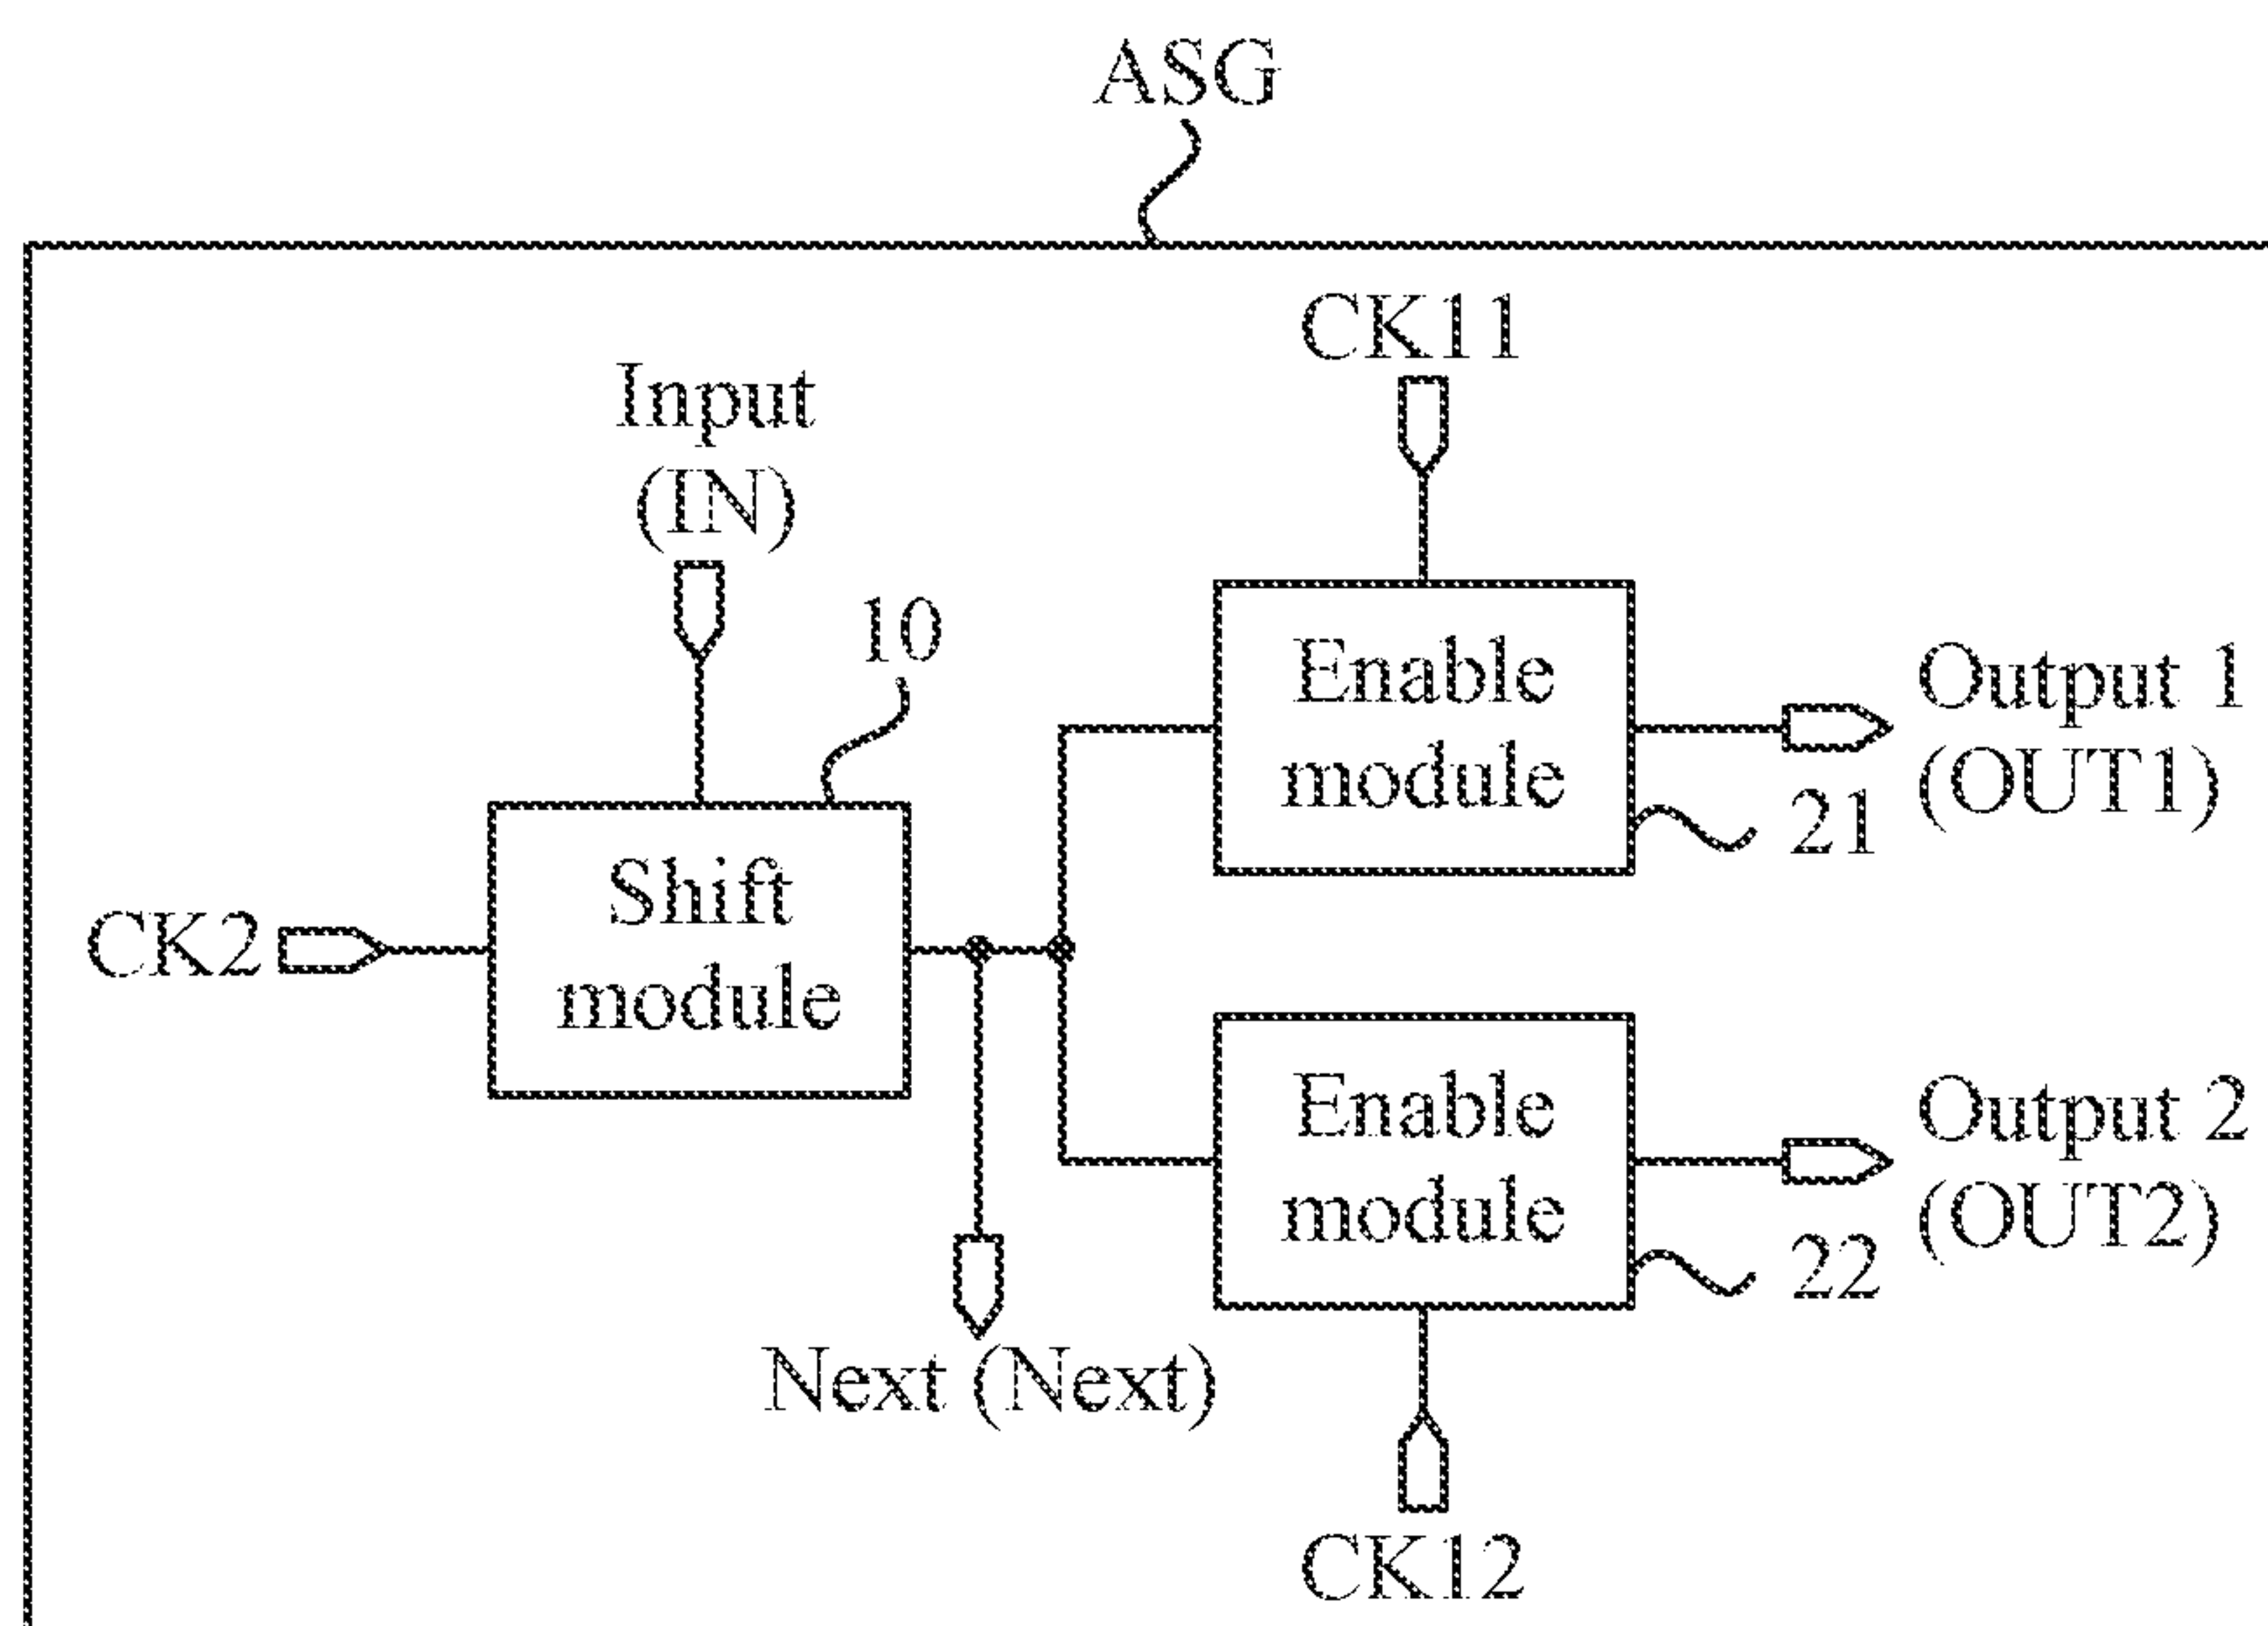 ASG
CK11
Input
(IN)
10
Enable
module
Output 1
(OUT1)
21
Shift
module
CK2
Enable
module
Output 2
(OUT2)
22
Next (Next)
CK12